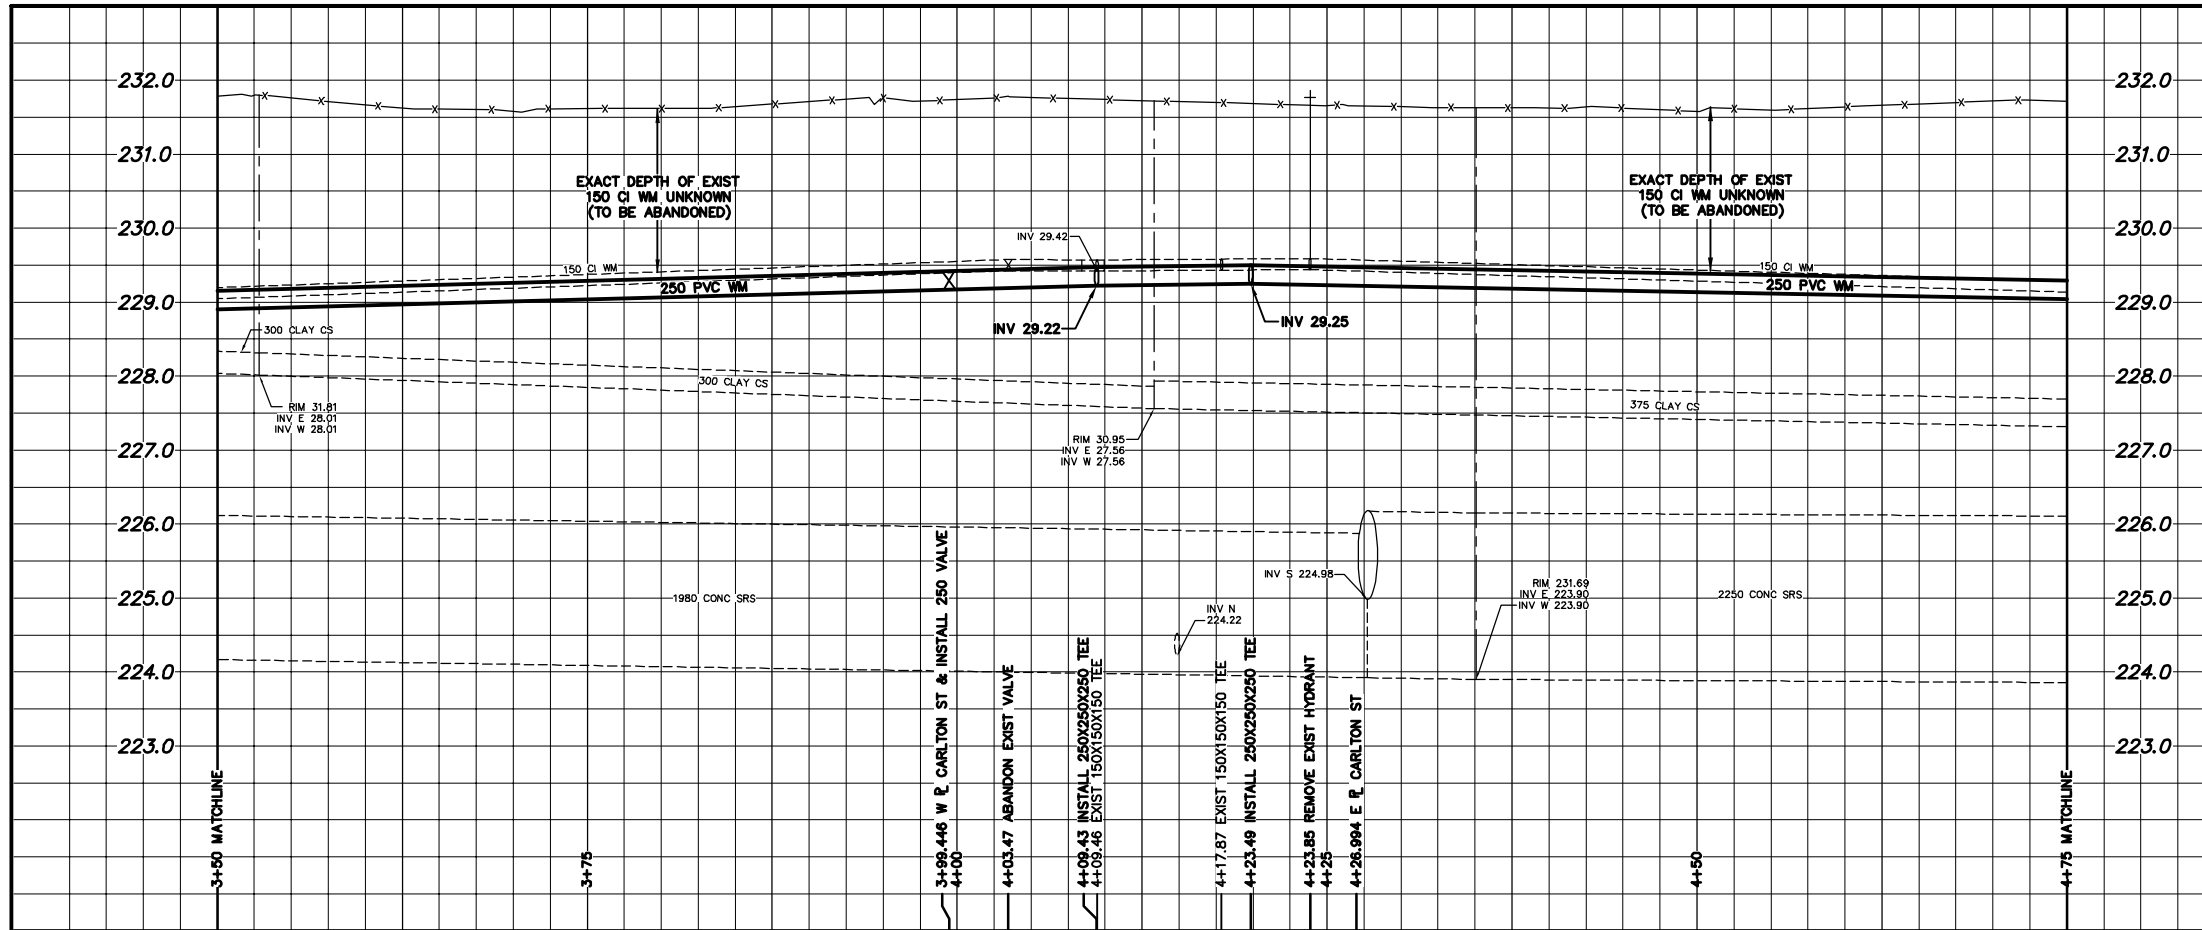 232.0
232.0
231.0
231.0
EXACT DEPTH OF EXIST
150 CI WM UNKNOWN
(TO BE ABANDONED)
EXACT DEPTH OF EXIST
150 CI WM UNKNOWN
(TO BE ABANDONED)
230.0
230.0
INV 29.42
150 CI WM
150 CI WM
250 PVC WM
250 PVC WM
229.0
229.0
INV 29.22
INV 29.25
300 CLAY CS
228.0
300 CLAY CS
228.0
RIM 31.81
INV E 28.01
INV W 28.01
375 CLAY CS
227.0
RIM 30.95
INV E 27.56
INV W 27.56
227.0
226.0
226.0
INV S 224.98
225.0
1980 CONC SRS
RIM 231.69
INV E 223.90
INV W 223.90
2250 CONC SRS
225.0
INV N
224.22
224.0
224.0
223.0
223.0
3+50 MATCHLINE
3+75
3+99.446 W PL CARLTON ST & INSTALL 250 VALVE
4+00
4+03.47 ABANDON EXIST VALVE
4+09.43 INSTALL 250X250X250 TEE
4+09.46 EXIST 150X150X150 TEE
4+17.87 EXIST 150X150X150 TEE
4+23.49 INSTALL 250X250X250 TEE
4+23.85 REMOVE EXIST HYDRANT
4+25
4+26.994 E PL CARLTON ST
4+50
4+75 MATCHLINE